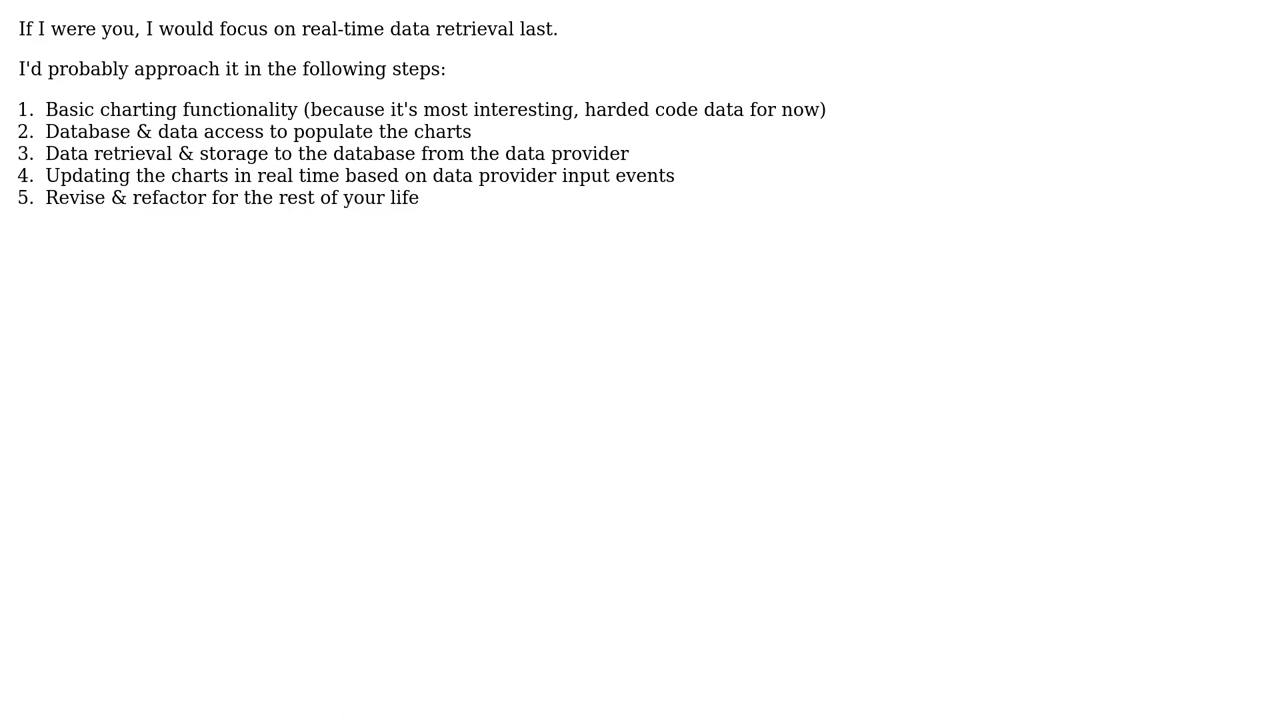 If I were you, I would focus on real-time data retrieval last.
I'd probably approach it in the following steps:
1. Basic charting functionality (because it's most interesting, harded code data for now)
2. Database & data access to populate the charts
3. Data retrieval & storage to the database from the data provider
4. Updating the charts in real time based on data provider input events
5. Revise & refactor for the rest of your life